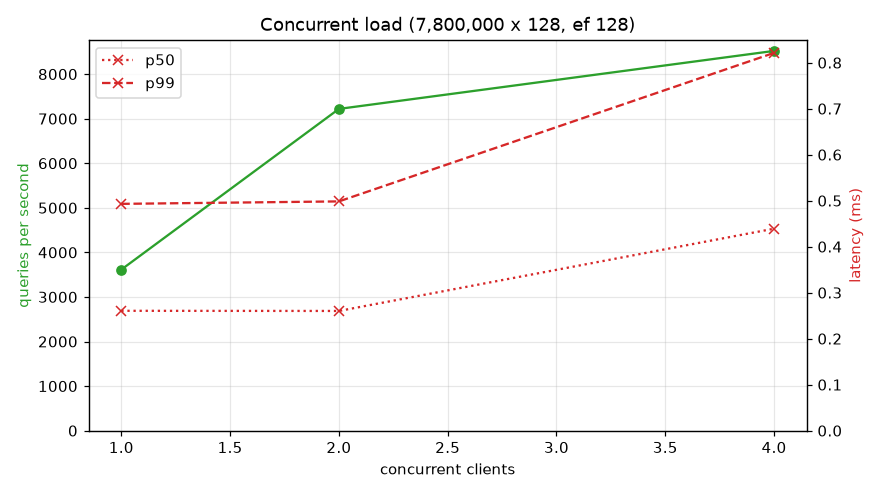 Concurrent load (7,800,000 x 128, ef 128)
p50
p99
queries per second
8000
7000
6000
5000
4000
3000
2000
1000
0
0.8
0.7
0.6
0.5
0.4
0.3
0.2
0.1
0.0
latency (ms)
1.0 1.5 2.0 2.5 3.0 3.5 4.0
concurrent clients